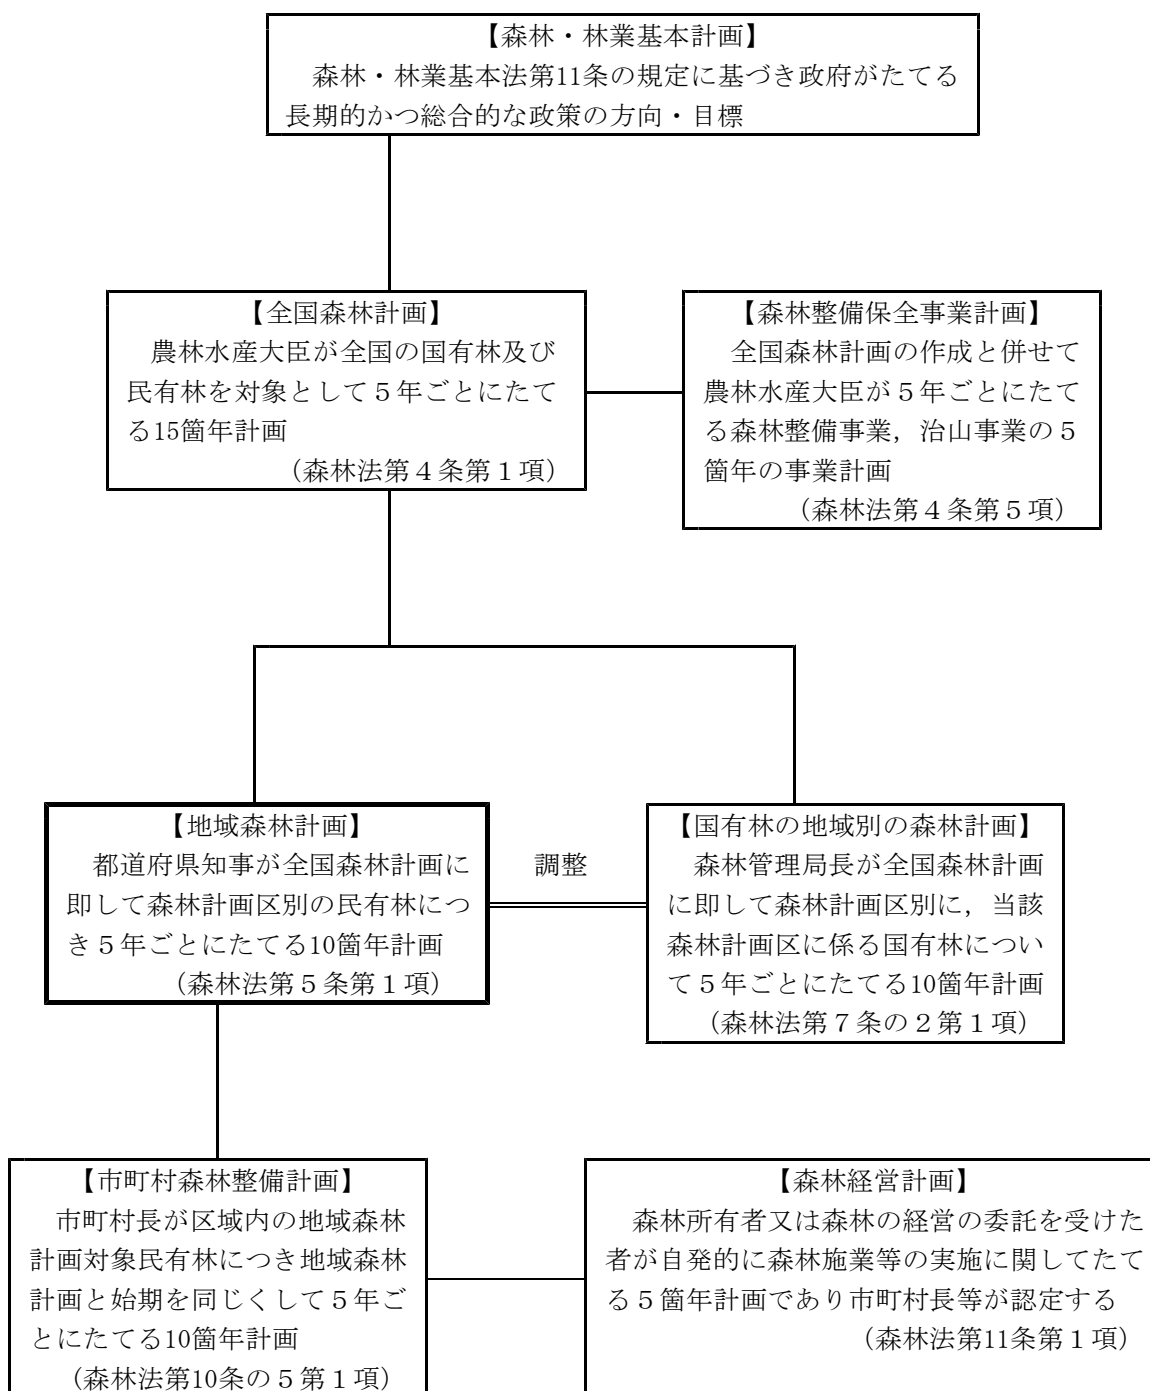 【森林・林業基本計画】
森林・林業基本法第11条の規定に基づき政府がたてる
長期的かつ総合的な政策の方向・目標
【全国森林計画】
農林水産大臣が全国の国有林及び
民有林を対象として５年ごとにたて
る15箇年計画
（森林法第４条第１項）
【森林整備保全事業計画】
全国森林計画の作成と併せて
農林水産大臣が５年ごとにたて
る森林整備事業，治山事業の５
箇年の事業計画
（森林法第４条第５項）
【地域森林計画】
都道府県知事が全国森林計画に
即して森林計画区別の民有林につ
き５年ごとにたてる10箇年計画
（森林法第５条第１項）
調整
【国有林の地域別の森林計画】
森林管理局長が全国森林計画
に即して森林計画区別に，当該
森林計画区に係る国有林につい
て５年ごとにたてる10箇年計画
（森林法第７条の２第１項）
【市町村森林整備計画】
市町村長が区域内の地域森林
計画対象民有林につき地域森林
計画と始期を同じくして５年ご
とにたてる10箇年計画
（森林法第10条の５第１項）
【森林経営計画】
森林所有者又は森林の経営の委託を受けた
者が自発的に森林施業等の実施に関してたて
る５箇年計画であり市町村長等が認定する
（森林法第11条第１項）